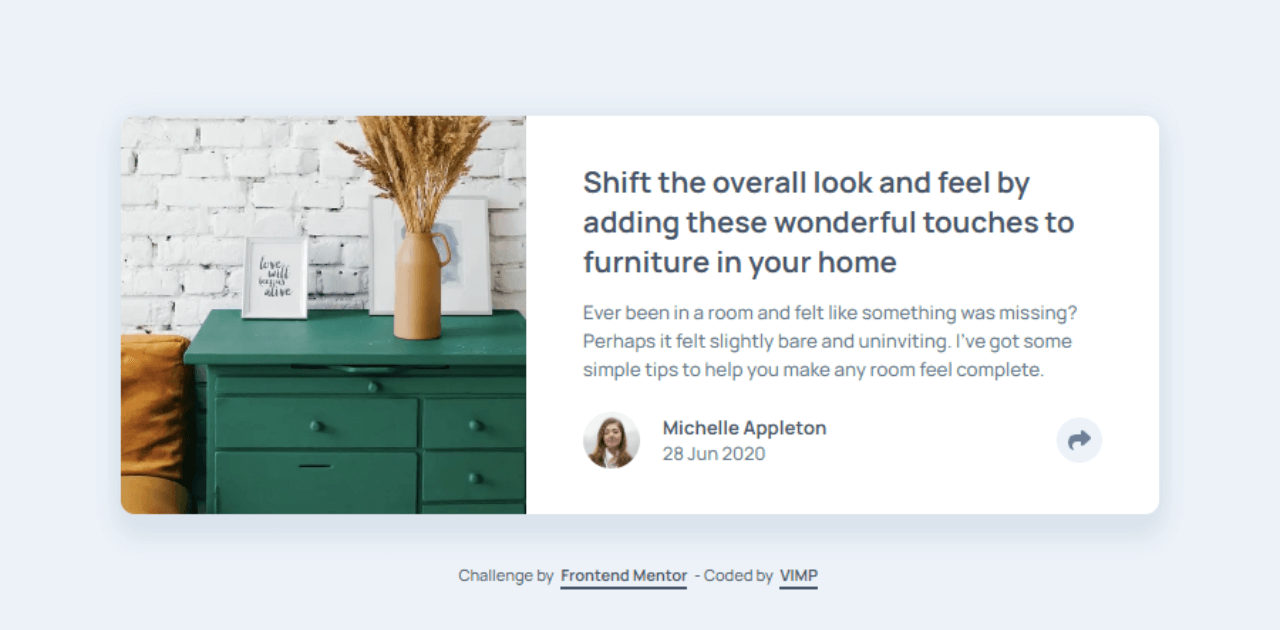 love
will
alive
Shift the overall look and feel by
adding these wonderful touches to
furniture in your home
Ever been in a room and felt like something was missing?
Perhaps it felt slightly bare and uninviting. I've got some
simple tips to help you make any room feel complete.
Michelle Appleton
28 Jun 2020
Challenge by Frontend Mentor - Coded by VIMP